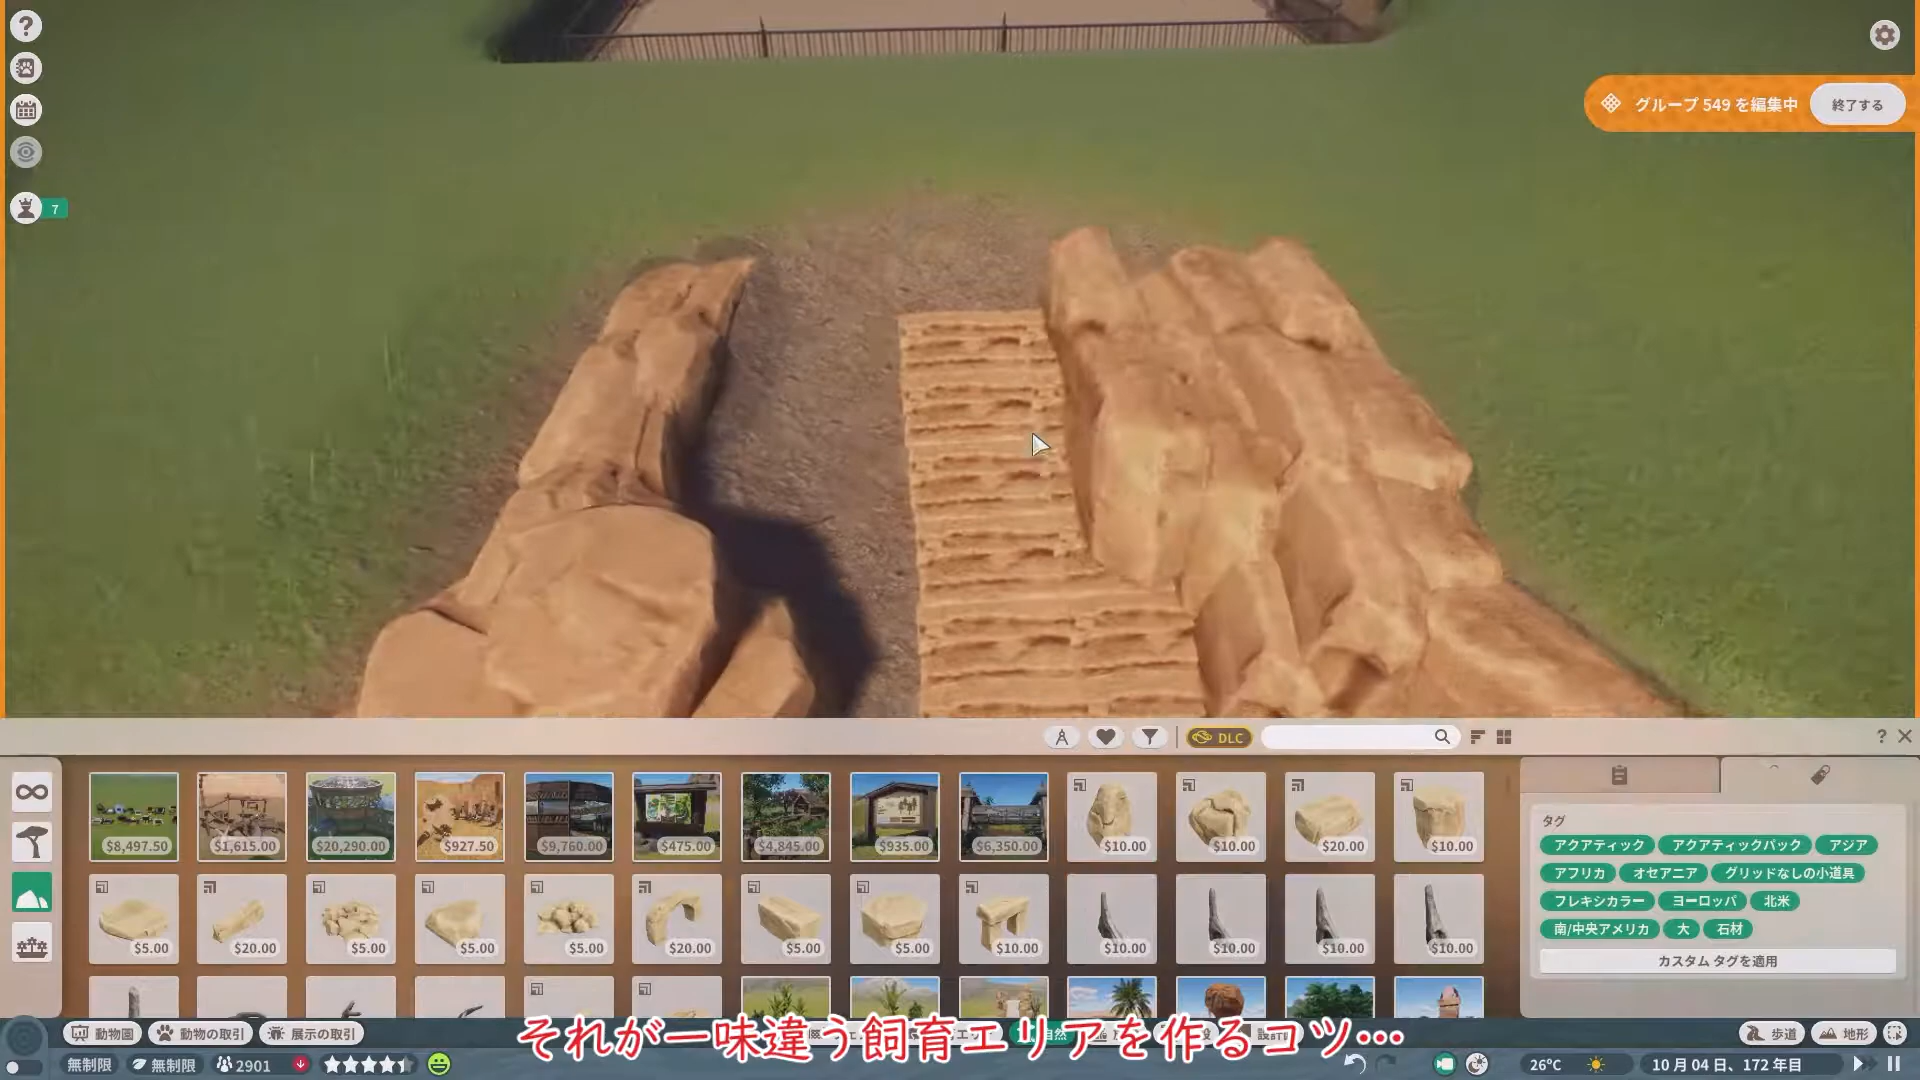 ?
7
グループ 549 を編集中
終了する
DLC
?
$8,497.50
$1,615.00
$20,290.00
$927.50
$9,760.00
$475.00
$4,845.00
$935.00
$6,350.00
$10.00
$10.00
$20.00
$10.00
$5.00
$20.00
$5.00
$5.00
$5.00
$20.00
$5.00
$5.00
$10.00
$10.00
$10.00
$10.00
$10.00
タグ
アクアティック
アクアティックパック
アジア
アフリカ
オセアニア
グリッドなしの小道具
フレキシカラー
ヨーロッパ
北米
南/中央アメリカ
大
石材
カスタム タグを適用
動物園
動物の取引
展示の取引
自然
それが一味違う飼育エリアを作るコツ…
歩道
地形
無制限
無制限
2901
26°C
10 月 04 日、172 年目